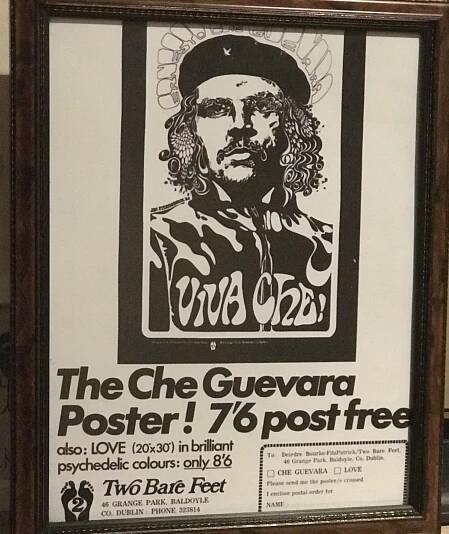 VIVA CHE!
The Che Guevara
Poster! 7'6 post free
also: LOVE (20'x30') in brilliant
psychedelic colours: only 8'6
2
Two Bare Feet
46 GRANGE PARK, BALDOYLE
CO. DUBLIN : PHONE 323814
To Deirdre Bourke-FitzPatrick/Two Bare Feet,
46 Grange Park, Baldoyle, Co. Dublin.
CHE GUEVARA LOVE
Please send me the poster/s crossed.
I enclose postal order for
NAME